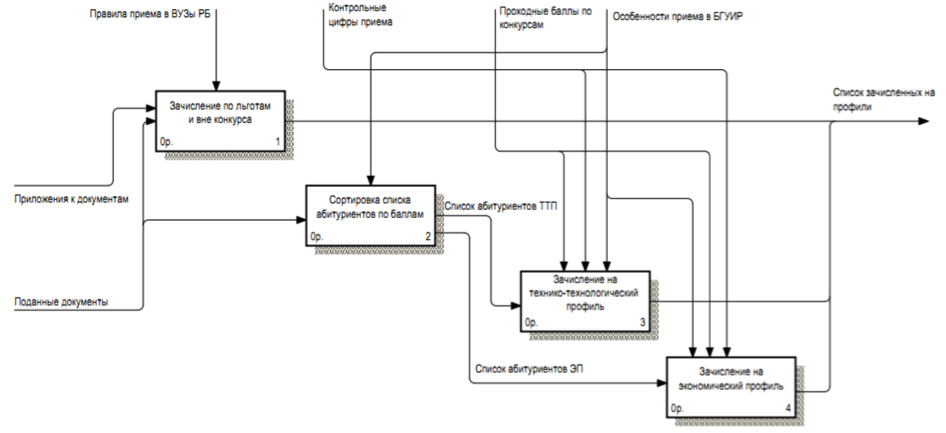 Правила приема в ВУЗы РБ
Контрольные
цифры приема
Проходные баллы по
конкурсам
Особенности приема в БГУИР
Список зачисленных на
профили
Зачисление по льготам
и вне конкурса
0р. 1
Приложения к документам
Сортировка списка
абитуриентов по баллам
0р. 2
Список абитуриентов ТТП
Поданные документы
Зачисление на
технико-технологический
профиль
0р. 3
Список абитуриентов ЭП
Зачисление на
экономический профиль
0р. 4